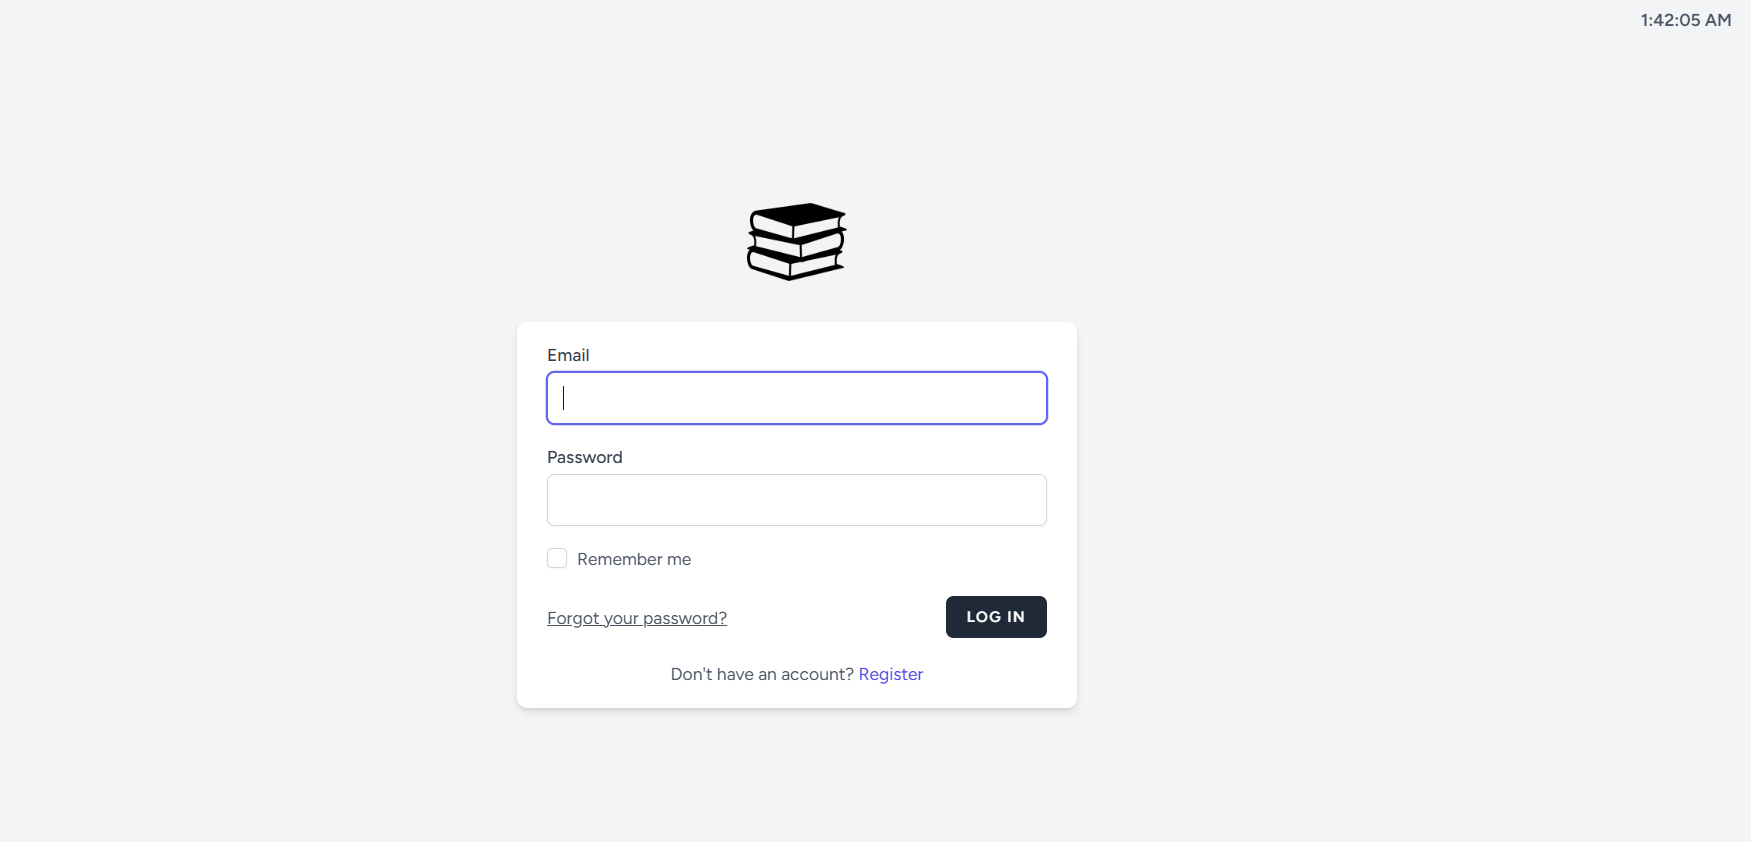 1:42:05 AM
Email
Password
Remember me
Forgot your password?
LOG IN
Don't have an account? Register